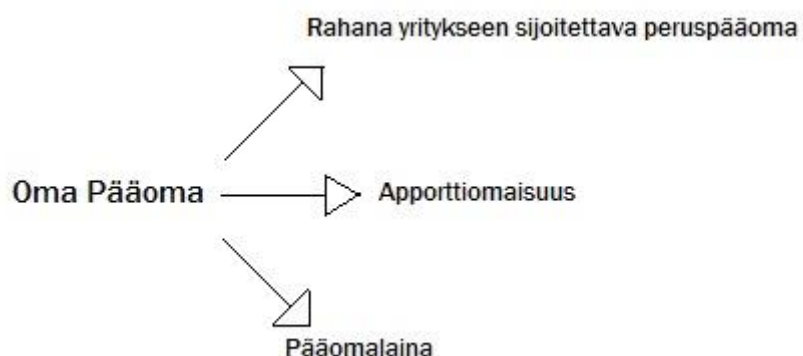 Rahana yritykseen sijoitettava peruspääoma
Oma Pääoma
Apporttiomaisuus
Pääomalaina